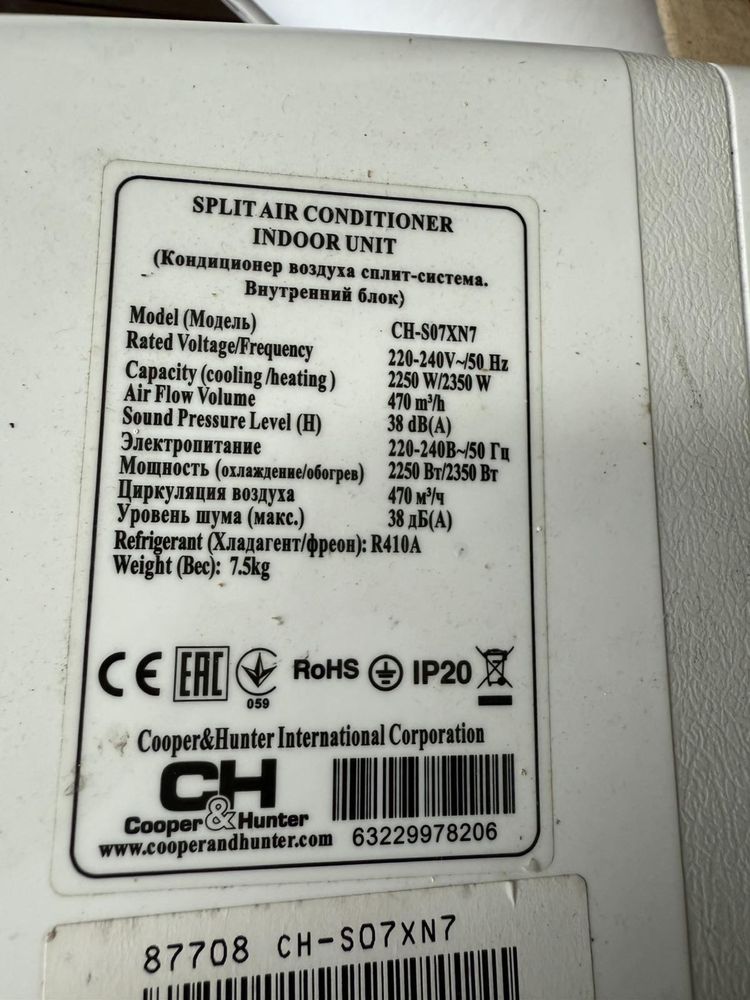 SPLIT AIR CONDITIONER
INDOOR UNIT
(Кондиционер воздуха сплит-система.
Внутренний блок)
Model (Модель) CH-S07XN7
Rated Voltage/Frequency 220-240V~/50 Hz
Capacity (cooling /heating ) 2250 W/2350 W
Air Flow Volume 470 m³/h
Sound Pressure Level (H) 38 dB(A)
Электропитание 220-240В~/50 Гц
Мощность (охлаждение/обогрев) 2250 Вт/2350 Вт
Циркуляция воздуха 470 м³/ч
Уровень шума (макс.) 38 дБ(А)
Refrigerant (Хладагент/фреон): R410A
Weight (Вес): 7.5kg
CE EAC 059 RoHS IP20
Cooper&Hunter International Corporation
CH
Cooper & Hunter
www.cooperandhunter.com 63229978206
87708 CH-S07XN7